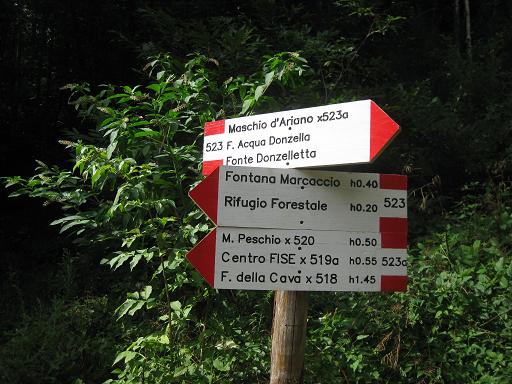 Maschio d'Ariano x523a
523 F. Acqua Donzella
Fonte Donzelletta
Fontana Marcaccio h0.40
523
Rifugio Forestale h0.20
M. Peschio x 520 h0.50
Centro FISE x 519a h0.55 523a
F. della Cava x 518 h1.45